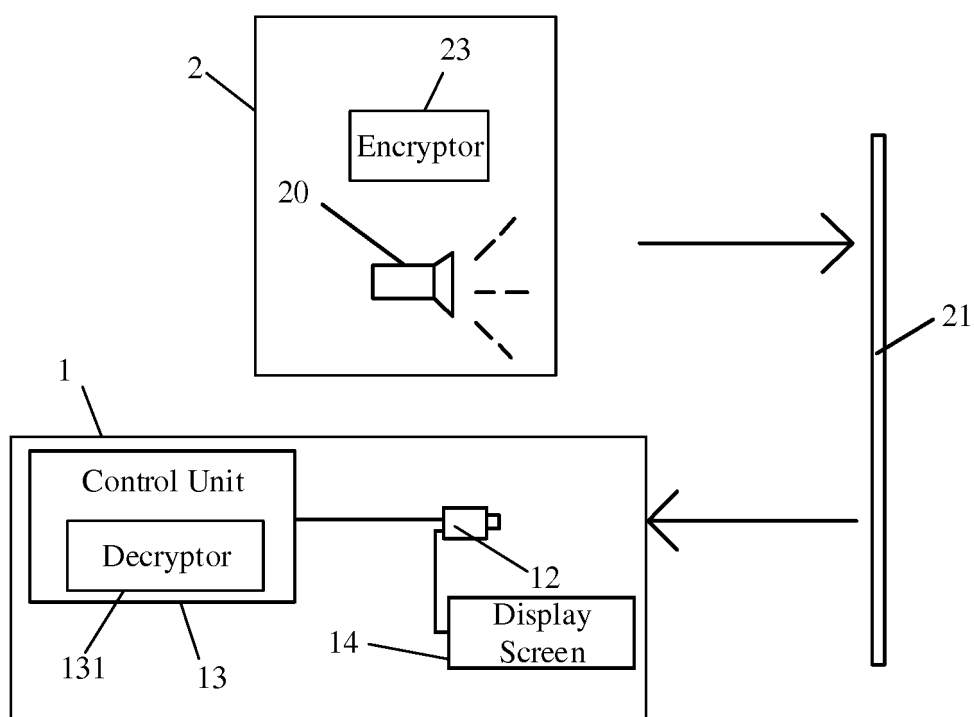 23
2
Encryptor
20
21
1
Control Unit
Decryptor
12
Display
Screen
14
131
13